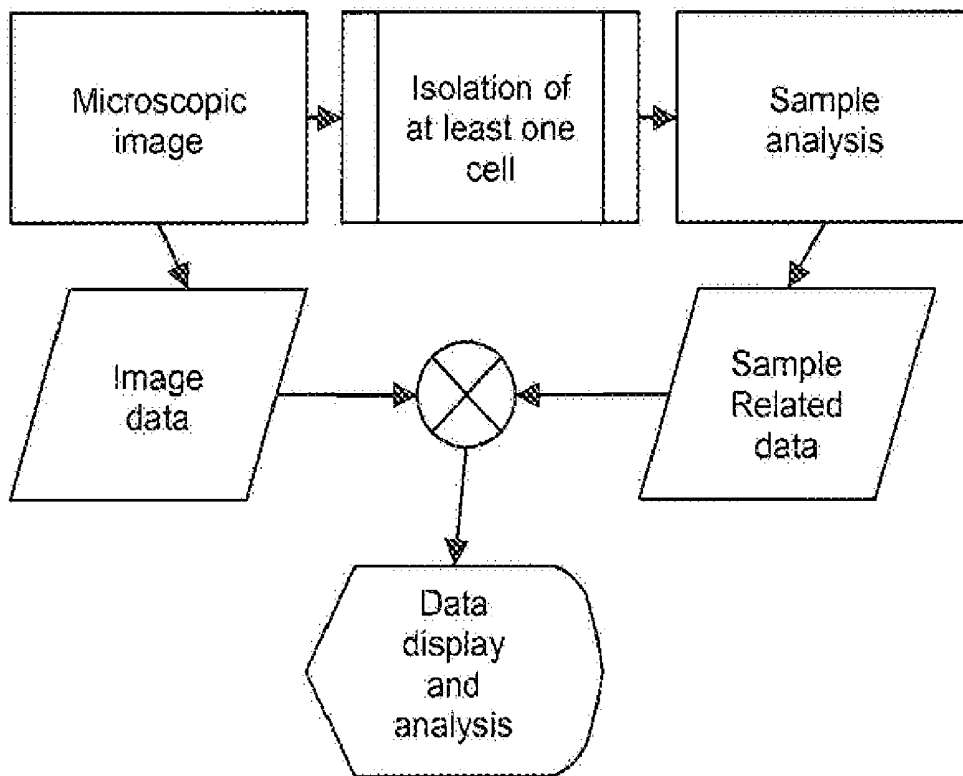 Microscopic
image
Isolation of
at least one
cell
Sample
analysis
Image
data
Sample
Related
data
Data
display
and
analysis